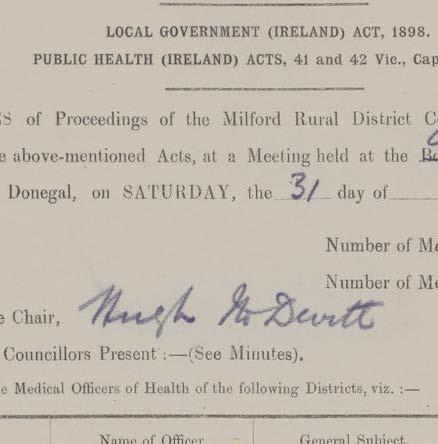 LOCAL GOVERNMENT (IRELAND) ACT, 1898.
PUBLIC HEALTH (IRELAND) ACTS, 41 and 42 Vic., Cap
of Proceedings of the Milford Rural District
above-mentioned Acts, at a Meeting held at the
Donegal, on SATURDAY, the 31 day of
Number of
Number of
Chair, Hugh McDevitt
Councillors Present :—(See Minutes).
Medical Officers of Health of the following Districts, viz. :—
Name of Officer. General Subject.